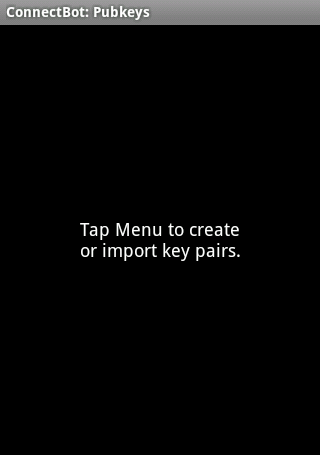 ConnectBot: Pubkeys
Tap Menu to create
or import key pairs.